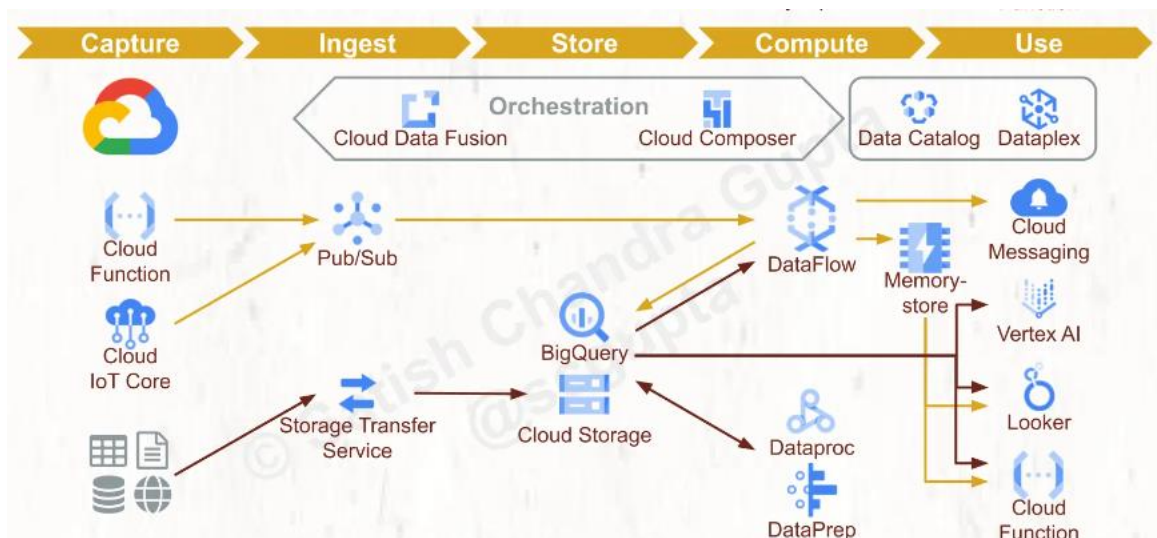 Capture
Ingest
Store
Compute
Use
Orchestration
Cloud Data Fusion
Cloud Composer
Data Catalog
Dataplex
Cloud
Function
Pub/Sub
DataFlow
Memory-
store
Cloud
Messaging
Cloud
IoT Core
BigQuery
Vertex AI
Storage Transfer
Service
Cloud Storage
Dataproc
Looker
DataPrep
Cloud
Function
© Satish Chandra Gupta